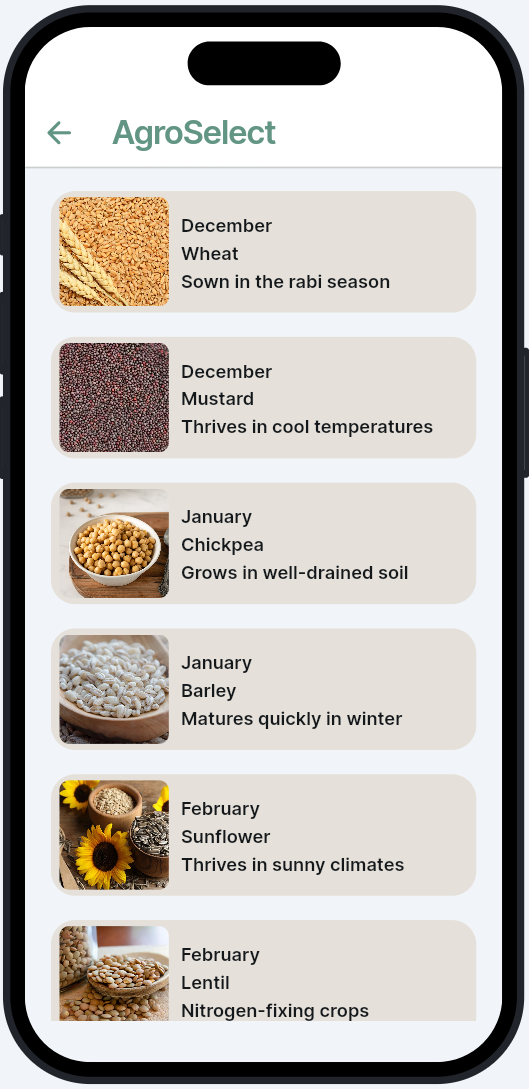 AgroSelect
December
Wheat
Sown in the rabi season
December
Mustard
Thrives in cool temperatures
January
Chickpea
Grows in well-drained soil
January
Barley
Matures quickly in winter
February
Sunflower
Thrives in sunny climates
February
Lentil
Nitrogen-fixing crops